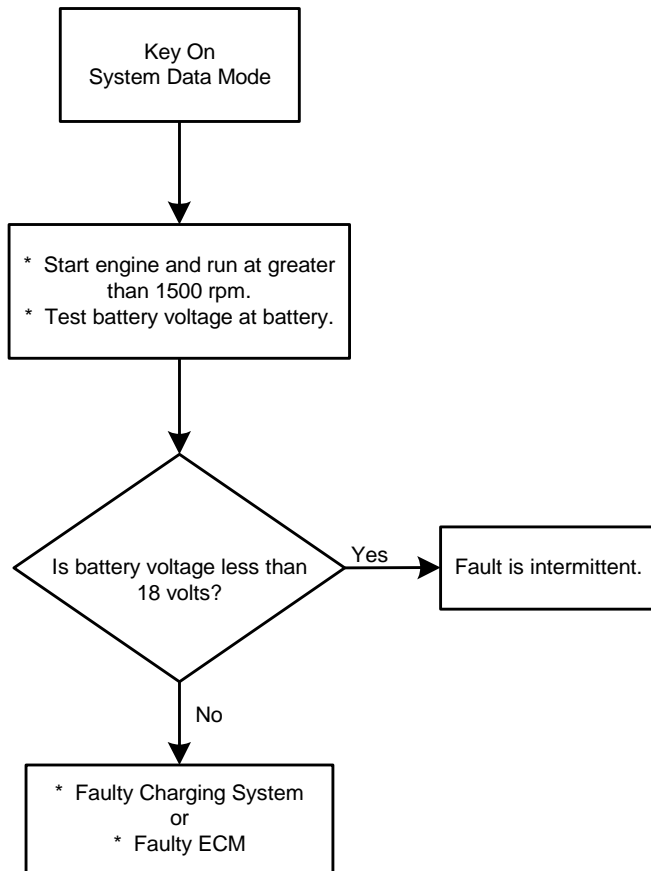 Key On
System Data Mode
* Start engine and run at greater
than 1500 rpm.
* Test battery voltage at battery.
Is battery voltage less than
18 volts?
Yes
Fault is intermittent.
No
* Faulty Charging System
or
* Faulty ECM